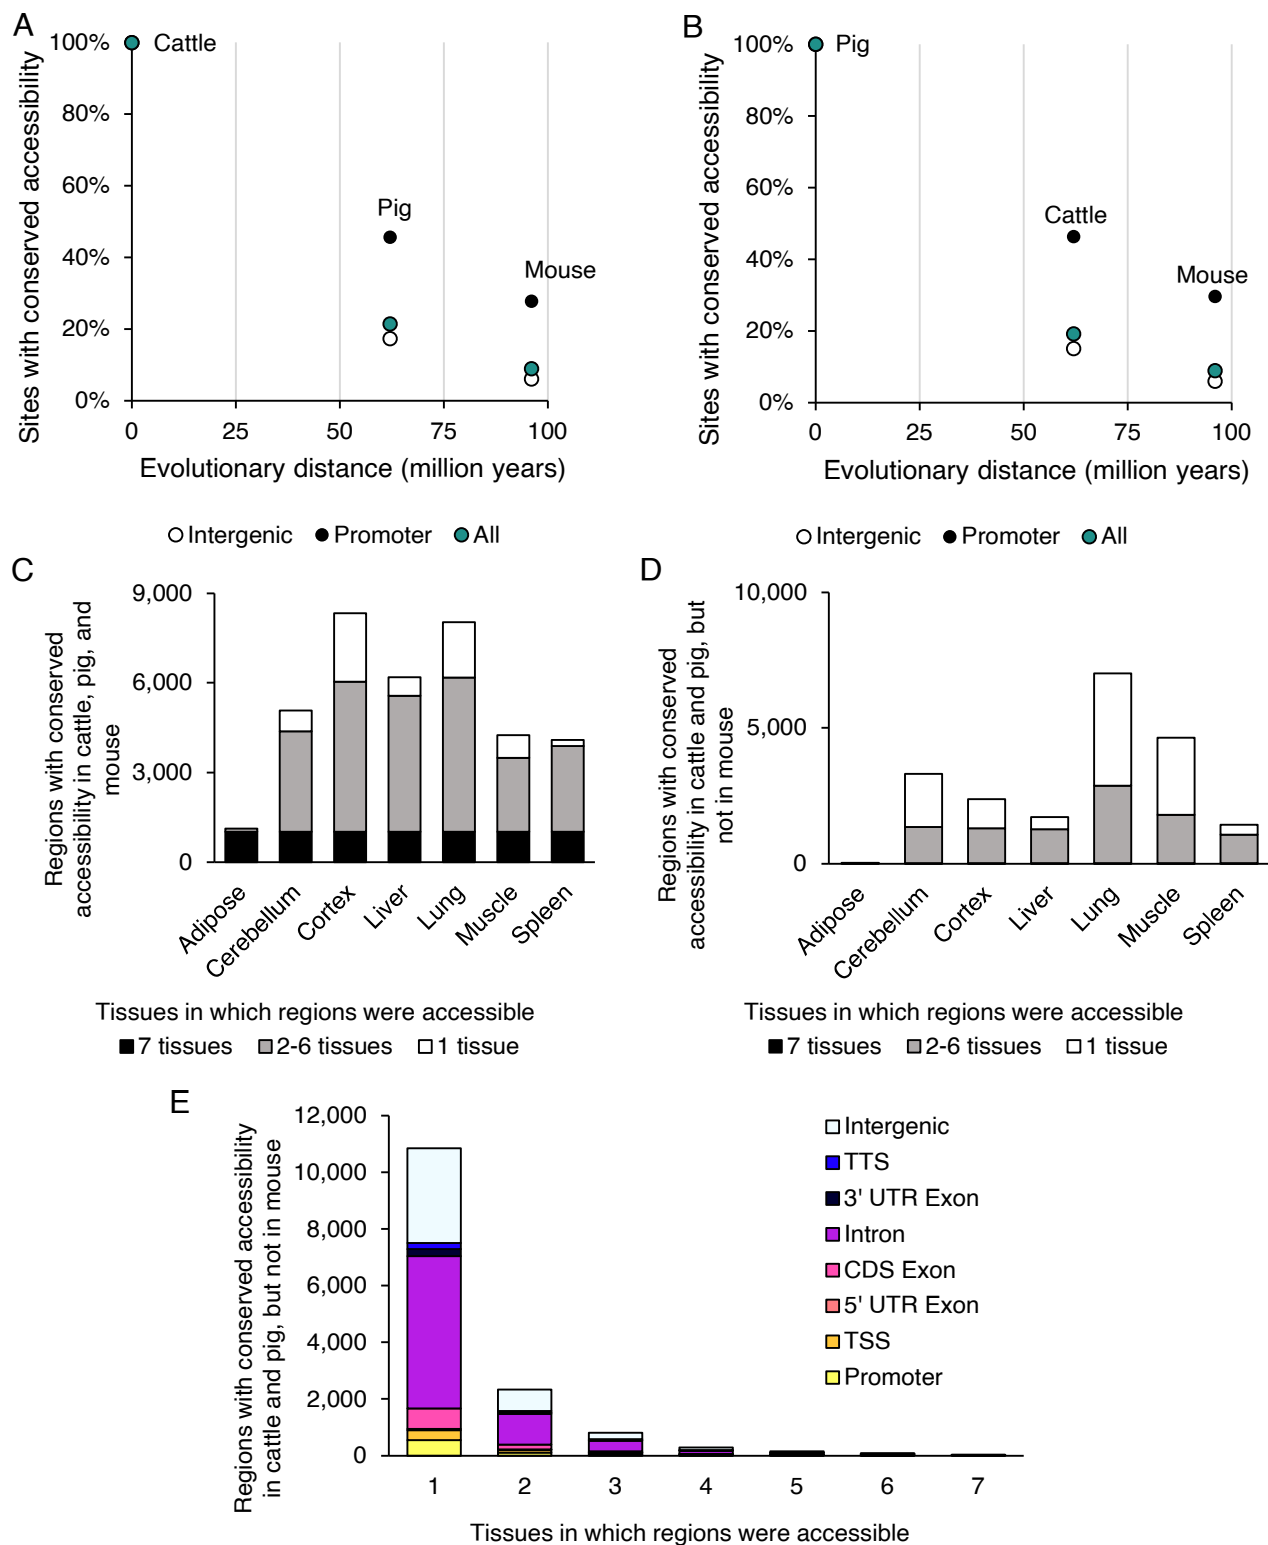 A
Sites with conserved accessibility
100%
80%
60%
40%
20%
0%
Cattle
Pig
Mouse
0 25 50 75 100
Evolutionary distance (million years)
Intergenic Promoter All
B
Sites with conserved accessibility
100%
80%
60%
40%
20%
0%
Pig
Cattle
Mouse
0 25 50 75 100
Evolutionary distance (million years)
Intergenic Promoter All
C
Regions with conserved
accessibility in cattle, pig, and
mouse
9,000
6,000
3,000
0
Adipose Cerebellum Cortex Liver Lung Muscle Spleen
Tissues in which regions were accessible
7 tissues 2-6 tissues 1 tissue
D
Regions with conserved
accessibility in cattle and pig, but
not in mouse
10,000
5,000
0
Adipose Cerebellum Cortex Liver Lung Muscle Spleen
Tissues in which regions were accessible
7 tissues 2-6 tissues 1 tissue
E
Regions with conserved accessibility
in cattle and pig, but not in mouse
12,000
10,000
8,000
6,000
4,000
2,000
0
1 2 3 4 5 6 7
Tissues in which regions were accessible
Intergenic
TTS
3' UTR Exon
Intron
CDS Exon
5' UTR Exon
TSS
Promoter